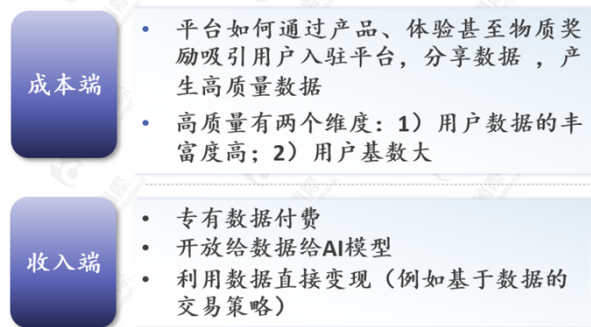 成本端
• 平台如何通过产品、体验甚至物质奖
励吸引用户入驻平台，分享数据 ，产
生高质量数据
• 高质量有两个维度：1）用户数据的丰
富度高；2）用户基数大
收入端
• 专有数据付费
• 开放给数据给AI模型
• 利用数据直接变现（例如基于数据的
交易策略）